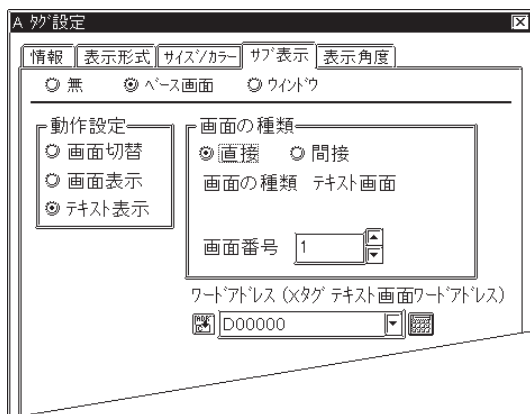 A ﾀｸﾞ設定
情報 表示形式 ｻｲｽﾞ/ｶﾗｰ ｻﾌﾞ表示 表示角度
無 ﾍﾞｰｽ画面 ｳｨﾝﾄﾞｳ
動作設定
画面切替
画面表示
ﾃｷｽﾄ表示
画面の種類
直接 間接
画面の種類 ﾃｷｽﾄ画面
画面番号 1
ﾜｰﾄﾞｱﾄﾞﾚｽ (Xﾀｸﾞ ﾃｷｽﾄ画面ﾜｰﾄﾞｱﾄﾞﾚｽ)
D00000